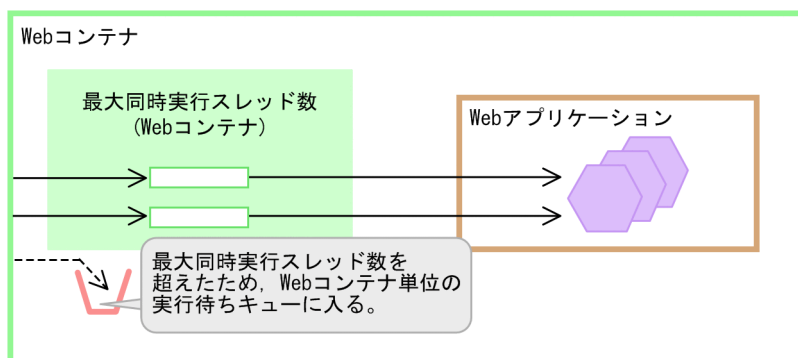 Webコンテナ
最大同時実行スレッド数
(Webコンテナ)
Webアプリケーション
最大同時実行スレッド数を
超えたため，Webコンテナ単位の
実行待ちキューに入る。